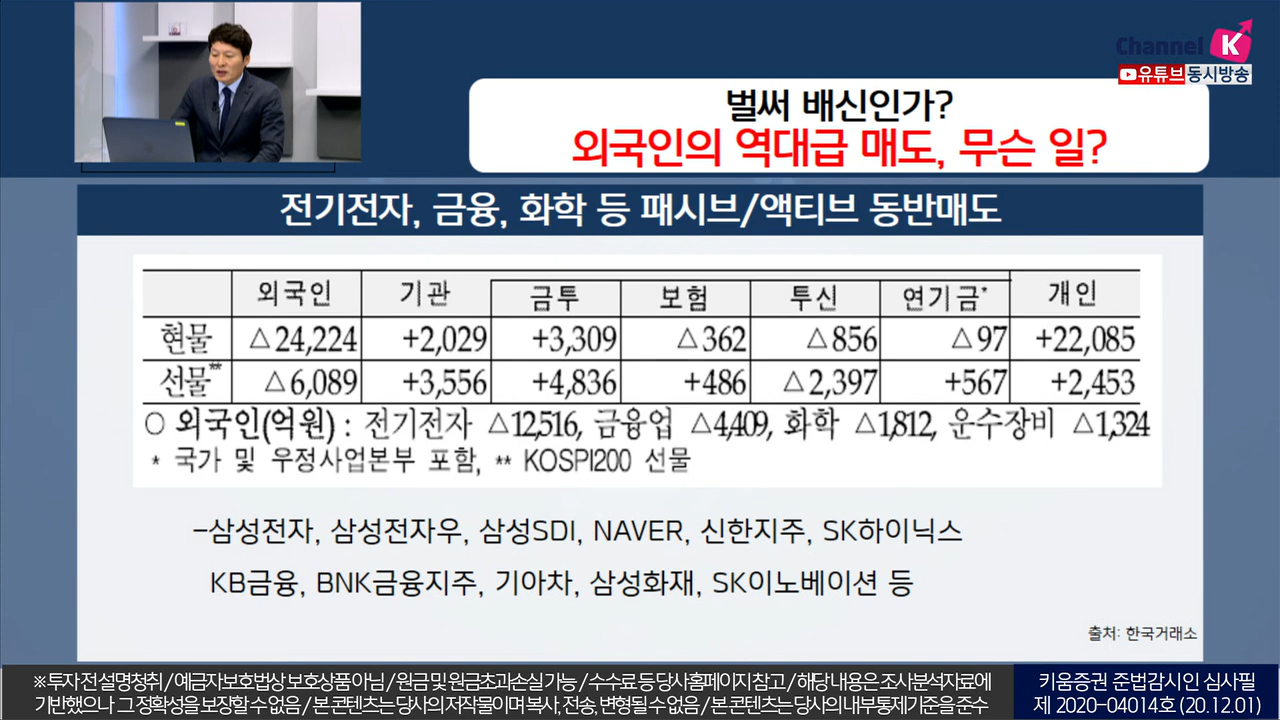 Channel K
유튜브 동시방송
벌써 배신인가?
외국인의 역대급 매도, 무슨 일?
전기전자, 금융, 화학 등 패시브/액티브 동반매도
외국인 기관 금투 보험 투신 연기금* 개인
현물 △24,224 +2,029 +3,309 △362 △856 △97 +22,085
선물** △6,089 +3,556 +4,836 +486 △2,397 +567 +2,453
○ 외국인(억원) : 전기전자 △12,516, 금융업 △4,409, 화학 △1,812, 운수장비 △1,324
* 국가 및 우정사업본부 포함, ** KOSPI200 선물
-삼성전자, 삼성전자우, 삼성SDI, NAVER, 신한지주, SK하이닉스
KB금융, BNK금융지주, 기아차, 삼성화재, SK이노베이션 등
출처: 한국거래소
※ 투자 전 설명청취 / 예금자보호법상 보호상품 아님 / 원금 및 원금초과손실 가능 / 수수료 등 당사홈페이지 참고 / 해당 내용은 조사분석자료에
기반했으나 그 정확성을 보장할 수 없음 / 본 콘텐츠는 당사의 저작물이며 복사, 전송, 변형될 수 없음 / 본 콘텐츠는 당사의 내부통제기준을 준수
키움증권 준법감시인 심사필
제 2020-04014호 (20.12.01)